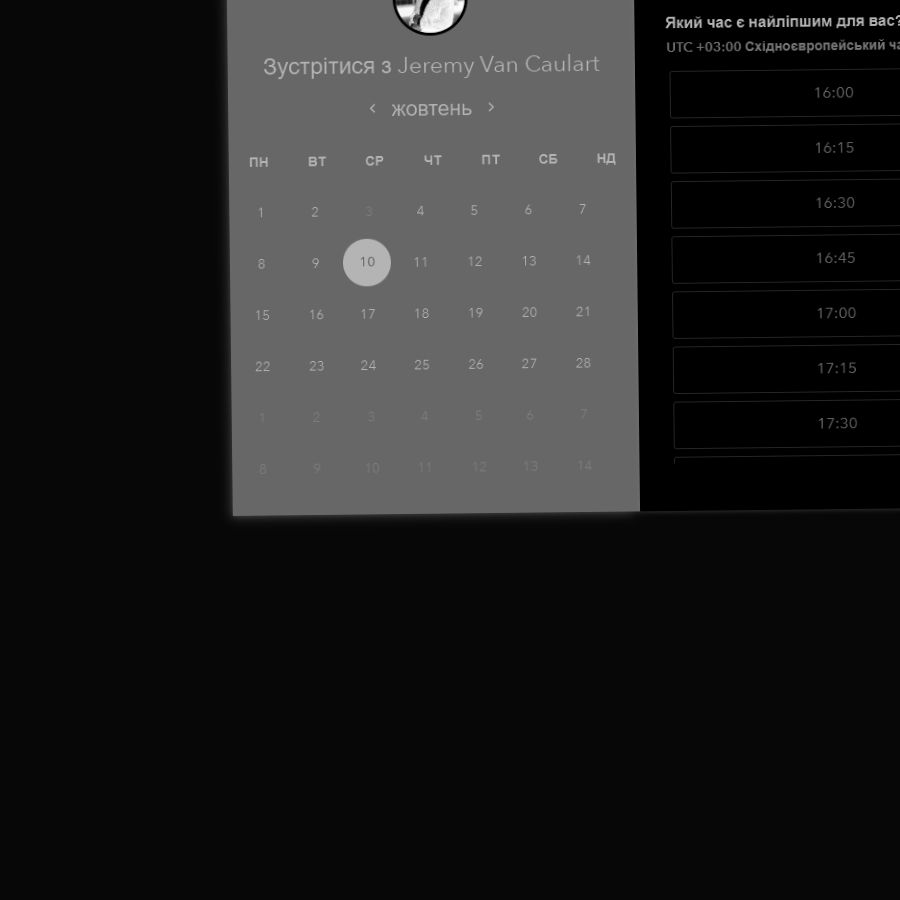 Зустрітися з Jeremy Van Caulart
жовтень
ПН ВТ СР ЧТ ПТ СБ НД
1 2 3 4 5 6 7
8 9 10 11 12 13 14
15 16 17 18 19 20 21
22 23 24 25 26 27 28
1 2 3 4 5 6 7
8 9 10 11 12 13 14
Який час є найліпшим для вас?
UTC +03:00 Східноєвропейський
16:00
16:15
16:30
16:45
17:00
17:15
17:30